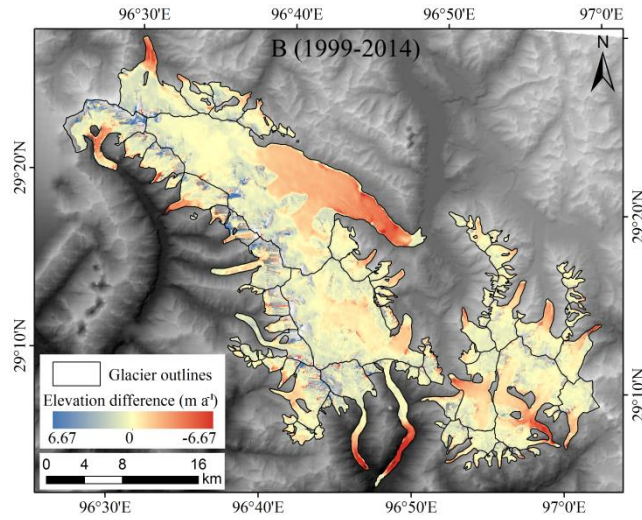 96°30'E 96°40'E 96°50'E 97°0'E
B (1999-2014)
N
29°20'N
29°20'N
29°10'N
29°10'N
Glacier outlines
Elevation difference (m a⁻¹)
6.67 0 -6.67
0 4 8 16
km
96°30'E 96°40'E 96°50'E 97°0'E